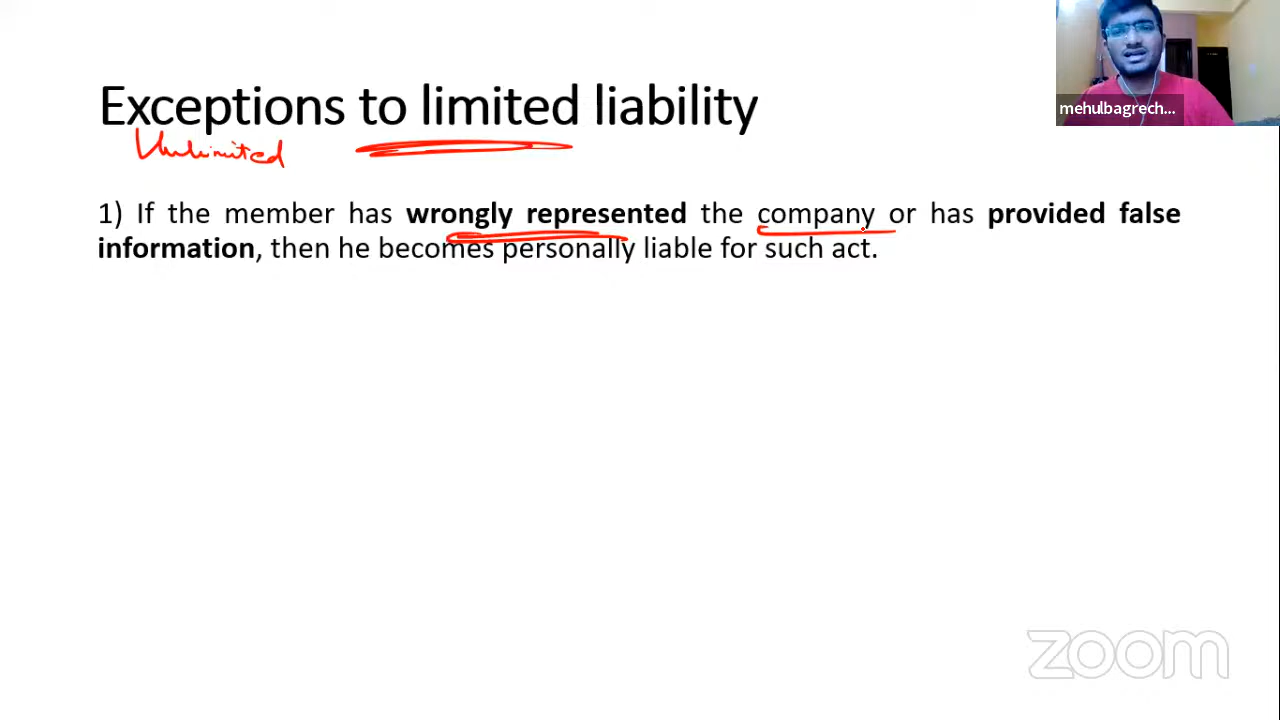 Exceptions to limited liability
Unlimited
1) If the member has wrongly represented the company or has provided false
information, then he becomes personally liable for such act.
mehulbagrech...
zoom